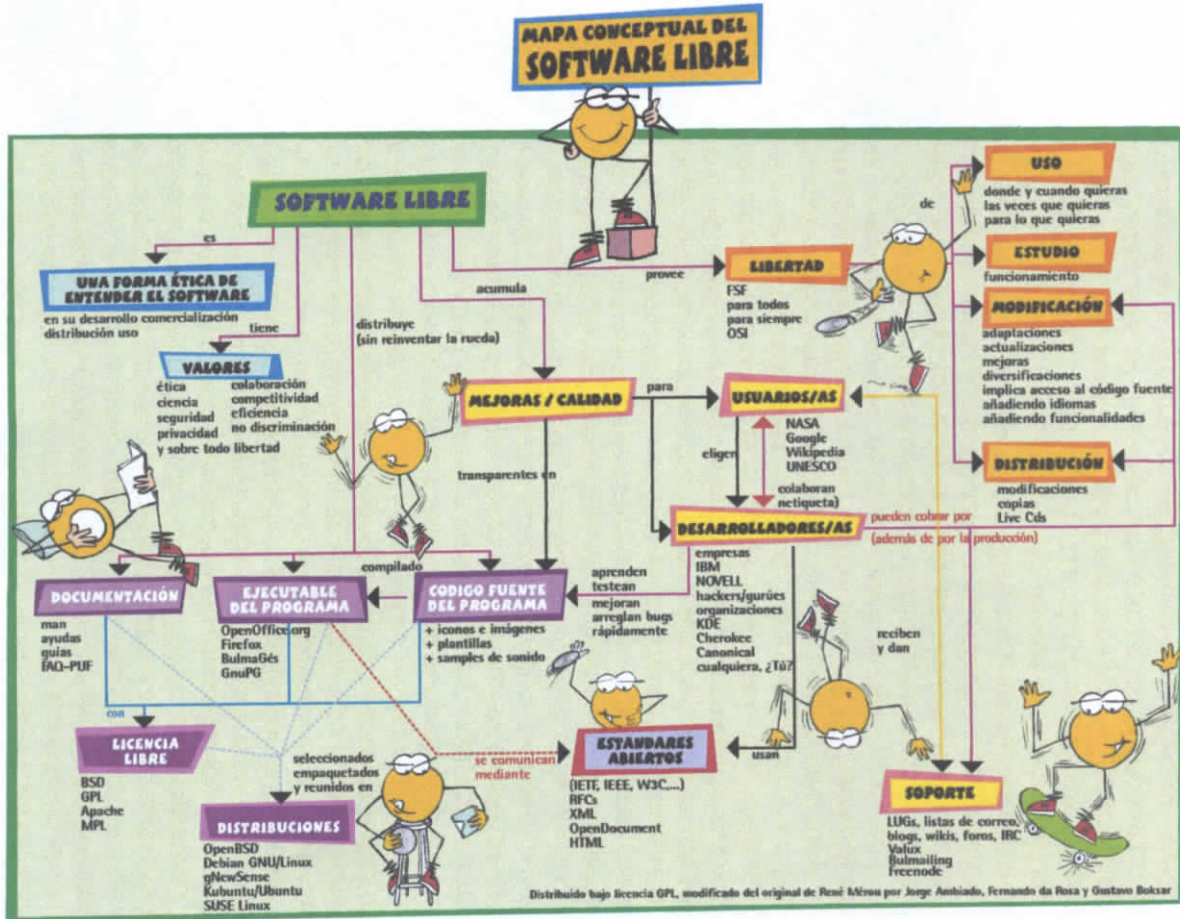 MAPA CONCEPTUAL DEL
SOFTWARE LIBRE
SOFTWARE LIBRE
es
UNA FORMA ÉTICA DE
ENTENDER EL SOFTWARE
en su desarrollo comercialización
distribución uso
tiene
VALORES
ética
ciencia
seguridad
privacidad
y sobre todo libertad
colaboración
competitividad
eficiencia
no discriminación
distribuye
(sin reinventar la rueda)
acumula
provee
LIBERTAD
FSF
para todos
para siempre
OSI
de
USO
donde y cuando quieras
las veces que quieras
para lo que quieras
ESTUDIO
funcionamiento
MODIFICACIÓN
adaptaciones
actualizaciones
mejoras
diversificaciones
implica acceso al código fuente
añadiendo idiomas
añadiendo funcionalidades
DISTRIBUCIÓN
modificaciones
copias
Live Cds
MEJORAS / CALIDAD
para
transparentes en
USUARIOS/AS
NASA
Google
Wikipedia
UNESCO
eligen
colaboran
netiqueta)
DESARROLLADORES/AS
pueden cobrar por
(además de por la producción)
empresas
IBM
NOVELL
hackers/gurúes
organizaciones
KDE
Cherokee
Canonical
cualquiera, ¿Tú?
aprenden
testean
mejoran
arreglan bugs
rápidamente
reciben
y dan
usan
DOCUMENTACIÓN
man
ayudas
guías
FAQ-PUF
compilado
EJECUTABLE
DEL PROGRAMA
OpenOffice.org
Firefox
BulmaGés
GnuPG
CODIGO FUENTE
DEL PROGRAMA
+ iconos e imágenes
+ plantillas
+ samples de sonido
con
LICENCIA
LIBRE
BSD
GPL
Apache
MPL
seleccionados
empaquetados
y reunidos en
DISTRIBUCIONES
OpenBSD
Debian GNU/Linux
gNewSense
Kubuntu/Ubuntu
SUSE Linux
se comunican
mediante
ESTANDARES
ABIERTOS
(IETF, IEEE, W3C,...)
RFCs
XML
OpenDocument
HTML
SOPORTE
LUGs, listas de correo,
blogs, wikis, foros, IRC
Valux
Bulmailing
Freenode
Distribuido bajo licencia GPL, modificado del original de René Mérou por Jorge Ambiado, Fernando da Rosa y Gustavo Boksar